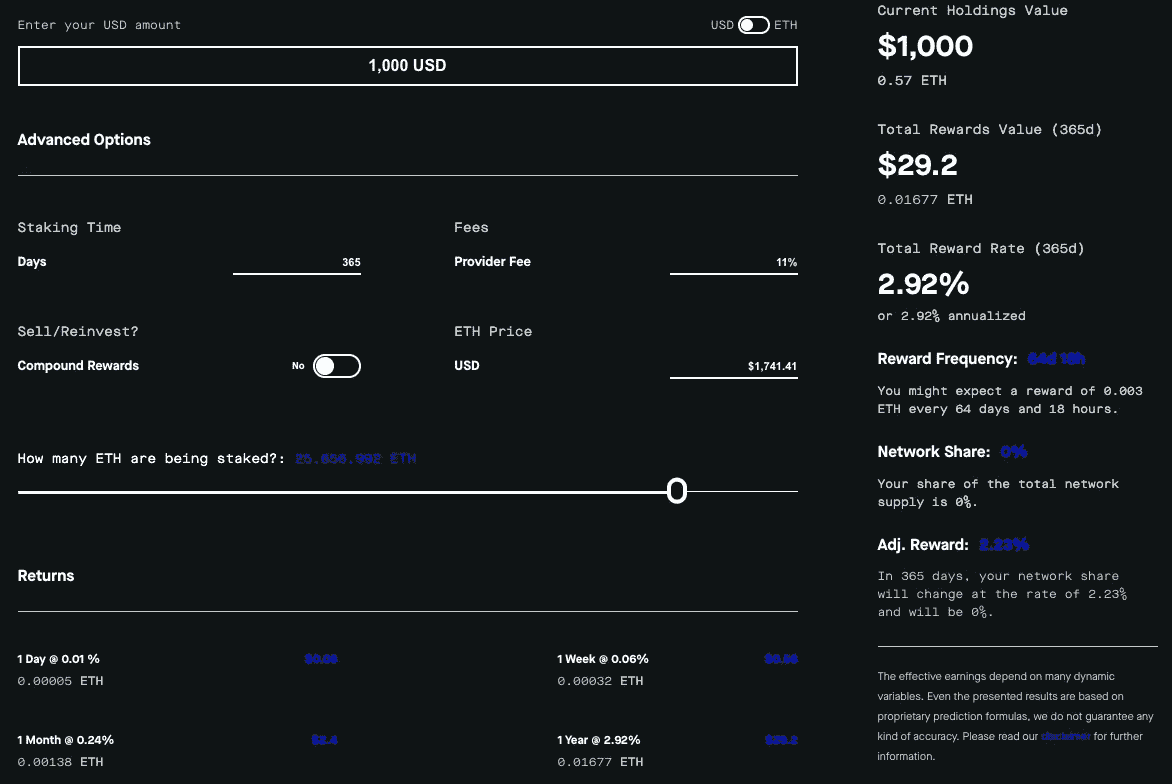 Enter your USD amount
USD ETH
1,000 USD
Advanced Options
Staking Time
Days 365
Fees
Provider Fee 11%
Sell/Reinvest?
Compound Rewards No
ETH Price
USD $1,741.41
How many ETH are being staked?: ETH
Returns
1 Day @ 0.01 %
0.00005 ETH
1 Week @ 0.06%
0.00032 ETH
1 Month @ 0.24%
0.00138 ETH
1 Year @ 2.92%
0.01677 ETH
Current Holdings Value
$1,000
0.57 ETH
Total Rewards Value (365d)
$29.2
0.01677 ETH
Total Reward Rate (365d)
2.92%
or 2.92% annualized
Reward Frequency: 64d 18h
You might expect a reward of 0.003
ETH every 64 days and 18 hours.
Network Share: 0%
Your share of the total network
supply is 0%.
Adj. Reward: 2.23%
In 365 days, your network share
will change at the rate of 2.23%
and will be 0%.
The effective earnings depend on many dynamic
variables. Even the presented results are based on
proprietary prediction formulas, we do not guarantee any
kind of accuracy. Please read our disclaimer for further
information.